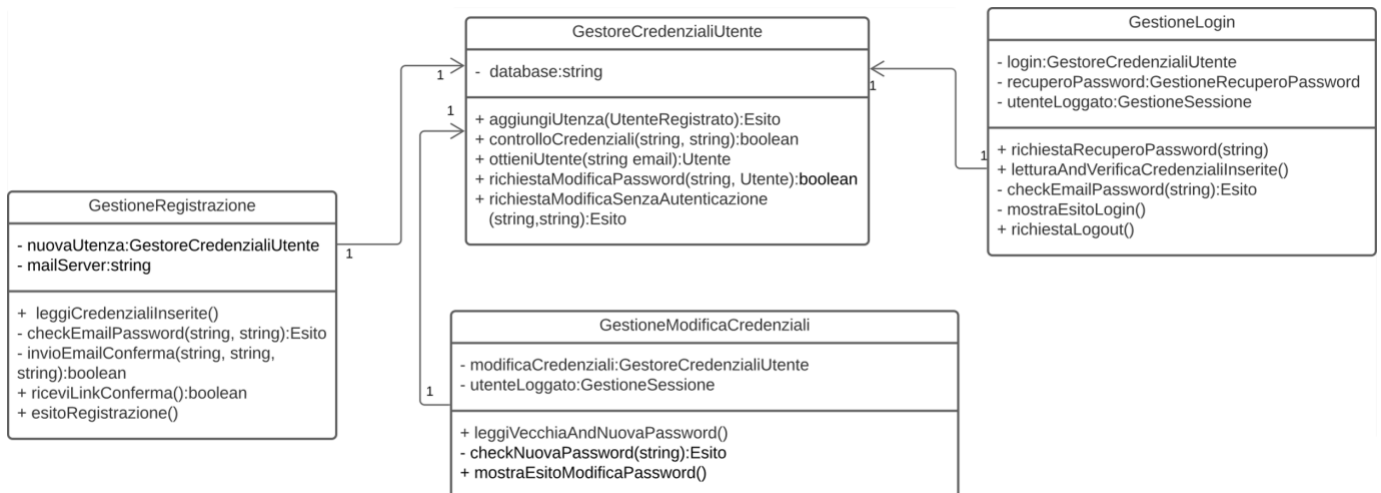 GestoreCredenzialiUtente
- database:string
+ aggiungiUtenza(UtenteRegistrato):Esito
+ controlloCredenziali(string, string):boolean
+ ottieniUtente(string email):Utente
+ richiestaModificaPassword(string, Utente):boolean
+ richiestaModificaSenzaAutenticazione
(string,string):Esito
GestioneLogin
- login:GestoreCredenzialiUtente
- recuperoPassword:GestioneRecuperoPassword
- utenteLoggato:GestioneSessione
+ richiestaRecuperoPassword(string)
+ letturaAndVerificaCredenzialiInserite()
- checkEmailPassword(string):Esito
- mostraEsitoLogin()
+ richiestaLogout()
1
1
1
1
GestioneRegistrazione
- nuovaUtenza:GestoreCredenzialiUtente
- mailServer:string
+ leggiCredenzialiInserite()
- checkEmailPassword(string, string):Esito
- invioEmailConferma(string, string,
string):boolean
+ riceviLinkConferma():boolean
+ esitoRegistrazione()
1
1
GestioneModificaCredenziali
- modificaCredenziali:GestoreCredenzialiUtente
- utenteLoggato:GestioneSessione
+ leggiVecchiaAndNuovaPassword()
- checkNuovaPassword(string):Esito
+ mostraEsitoModificaPassword()